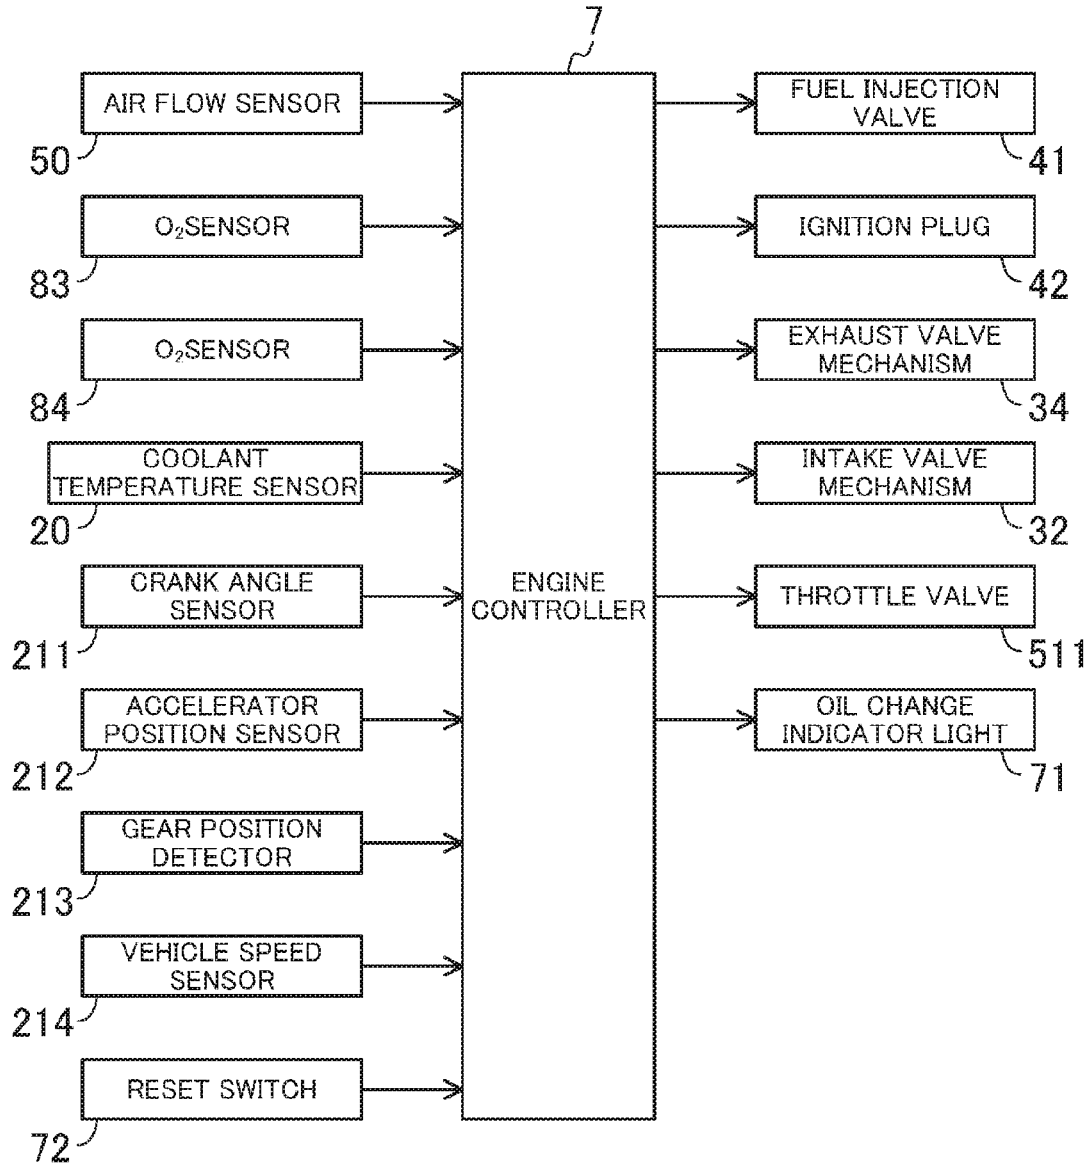 7
AIR FLOW SENSOR
50
O₂SENSOR
83
O₂SENSOR
84
COOLANT
TEMPERATURE SENSOR
20
CRANK ANGLE
SENSOR
211
ACCELERATOR
POSITION SENSOR
212
GEAR POSITION
DETECTOR
213
VEHICLE SPEED
SENSOR
214
RESET SWITCH
72
ENGINE
CONTROLLER
FUEL INJECTION
VALVE
41
IGNITION PLUG
42
EXHAUST VALVE
MECHANISM
34
INTAKE VALVE
MECHANISM
32
THROTTLE VALVE
511
OIL CHANGE
INDICATOR LIGHT
71